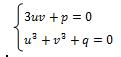 3uv + p = 0
u³ + v³ + q = 0
.